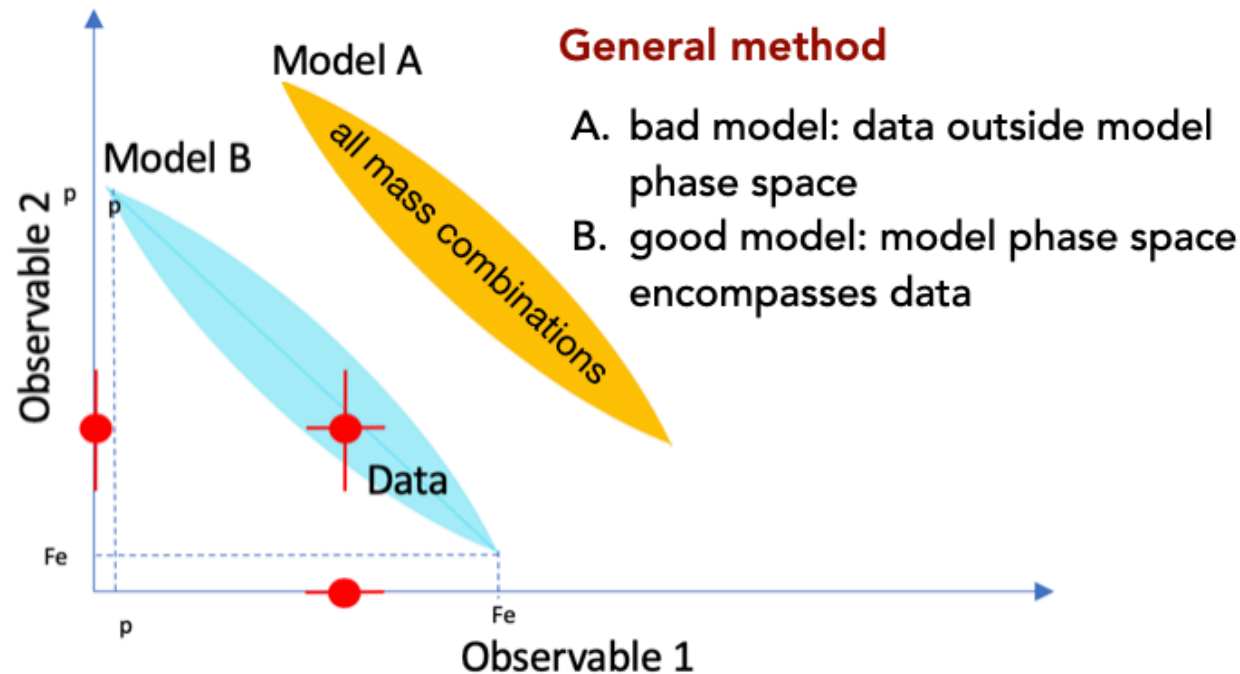 General method
A. bad model: data outside model
phase space
B. good model: model phase space
encompasses data
Model A
all mass combinations
Model B
p
p
Observable 2
Data
Fe
p
Fe
Observable 1